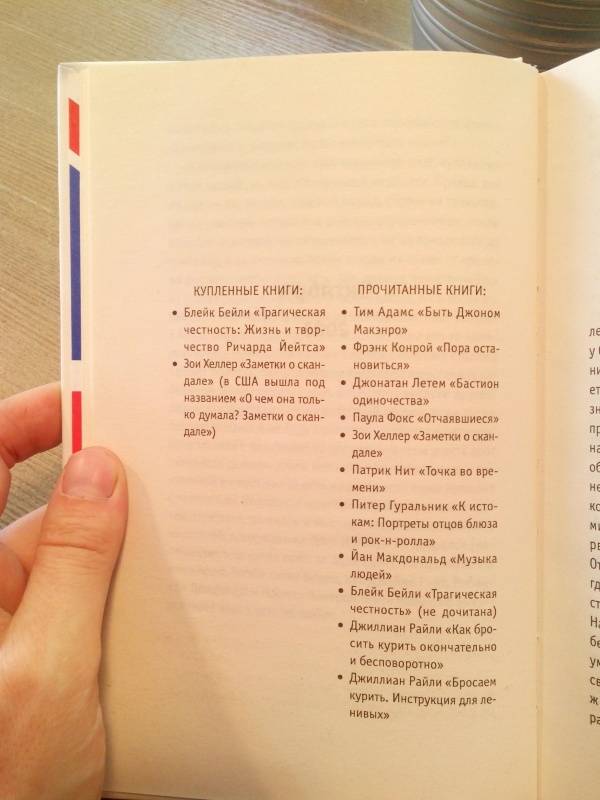 КУПЛЕННЫЕ КНИГИ:
• Блейк Бейли «Трагическая
честность: Жизнь и твор-
чество Ричарда Йейтса»
• Зои Хеллер «Заметки о скан-
дале» (в США вышла под
названием «О чем она толь-
ко думала? Заметки о скан-
дале»)
ПРОЧИТАННЫЕ КНИГИ:
• Тим Адамс «Быть Джоном
Макэнро»
• Фрэнк Конрой «Пора оста-
новиться»
• Джонатан Летем «Бастион
одиночества»
• Паула Фокс «Отчаявшиеся»
• Зои Хеллер «Заметки о скан-
дале»
• Патрик Нит «Точка во вре-
мени»
• Питер Гуральник «К исто-
кам: Портреты отцов блюза
и рок-н-ролла»
• Йан Макдональд «Музыка
людей»
• Блейк Бейли «Трагическая
честность» (не дочитана)
• Джиллиан Райли «Как бро-
сить курить окончательно
и бесповоротно»
• Джиллиан Райли «Бросаем
курить. Инструкция для ле-
нивых»